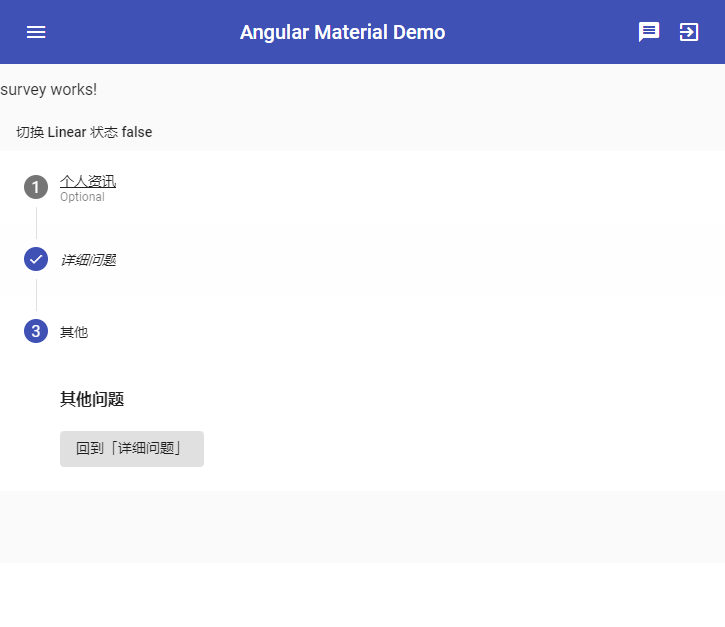 Angular Material Demo
survey works!
切换 Linear 状态 false
1 个人资讯
Optional
详细问题
3 其他
其他问题
回到「详细问题」